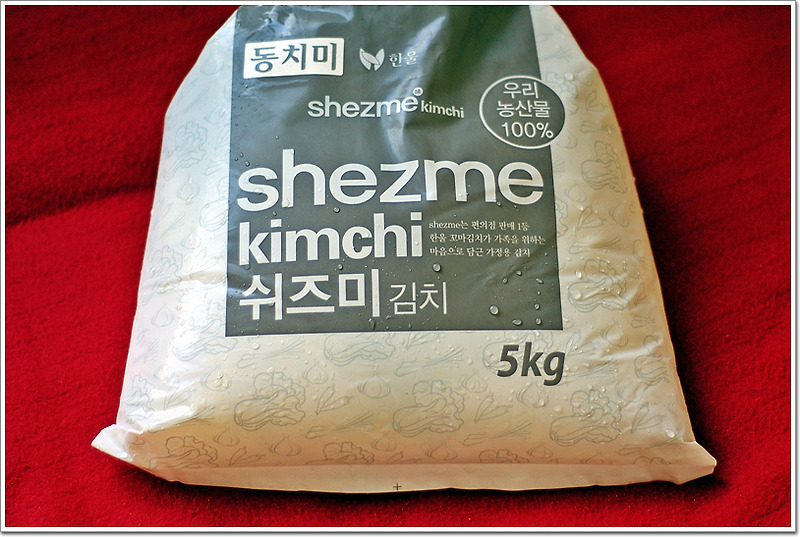 동치미 한울
shezme kimchi
우리
농산물
100%
shezme
kimchi
shezme는 편의점 판매 1등
한울 꼬마김치가 가족을 위하는
마음으로 담근 가정용 김치
쉬즈미 김치
5kg